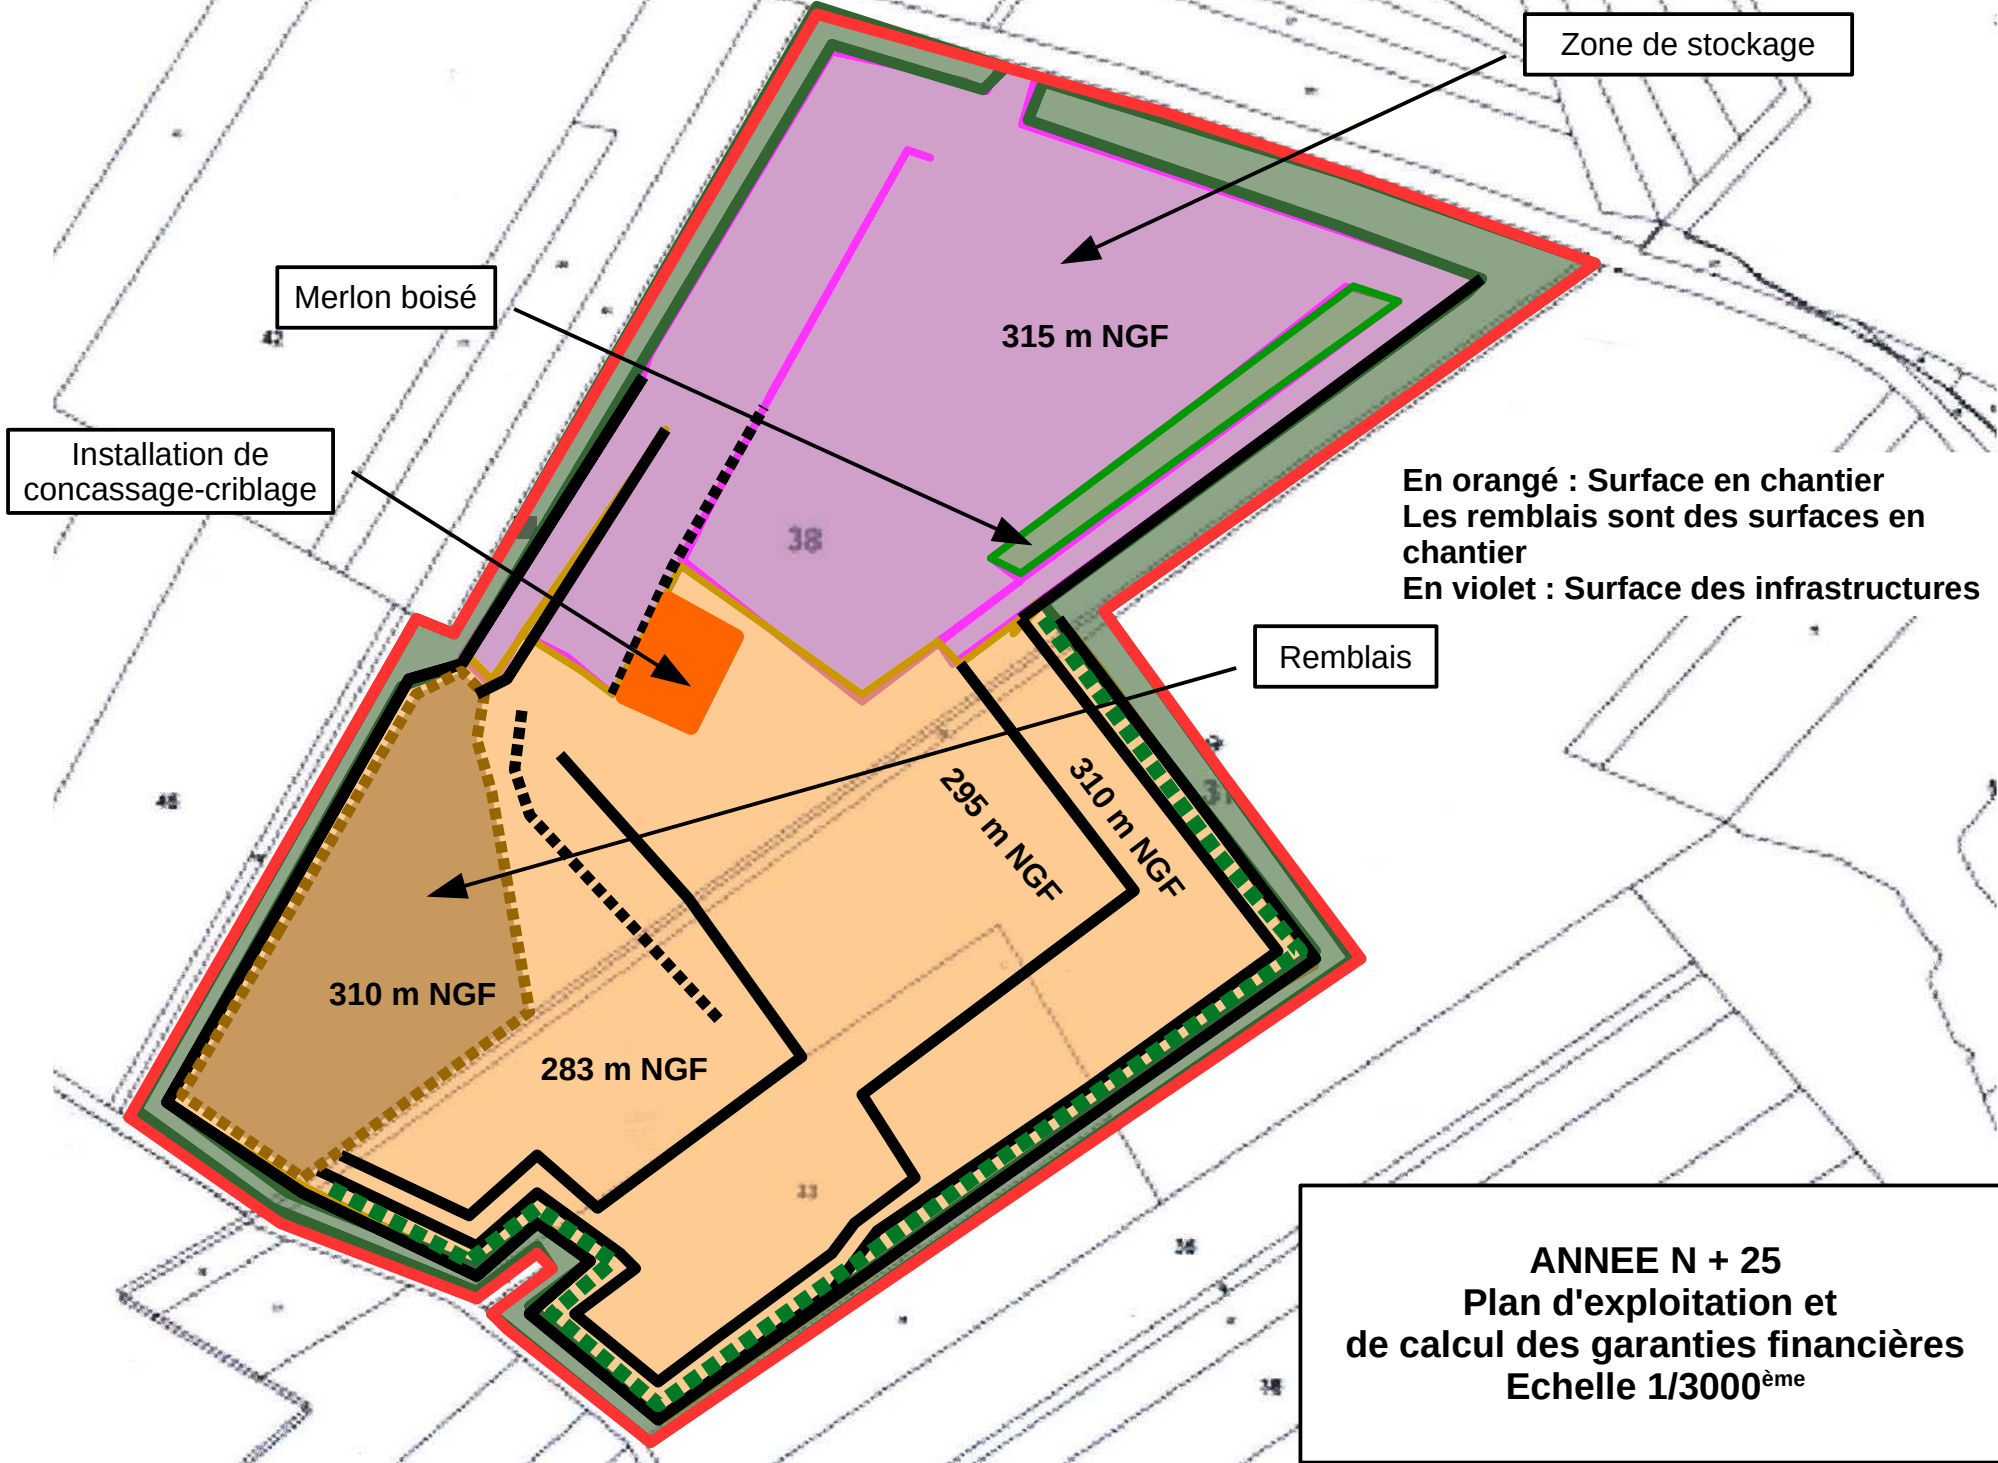 Zone de stockage
Merlon boisé
315 m NGF
Installation de
concassage-criblage
En orangé : Surface en chantier
Les remblais sont des surfaces en
chantier
En violet : Surface des infrastructures
38
Remblais
295 m NGF
310 m NGF
310 m NGF
283 m NGF
33
ANNEE N + 25
Plan d'exploitation et
de calcul des garanties financières
Echelle 1/3000ème